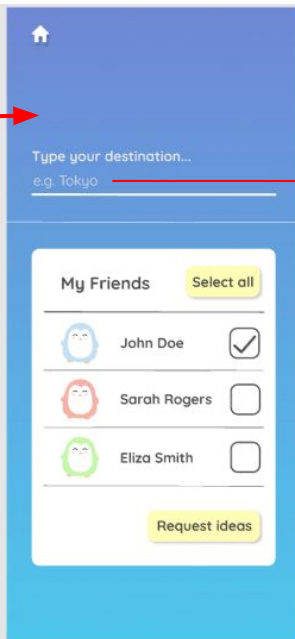 Type your destination...
e.g. Tokyo
My Friends Select all
John Doe
Sarah Rogers
Eliza Smith
Request ideas